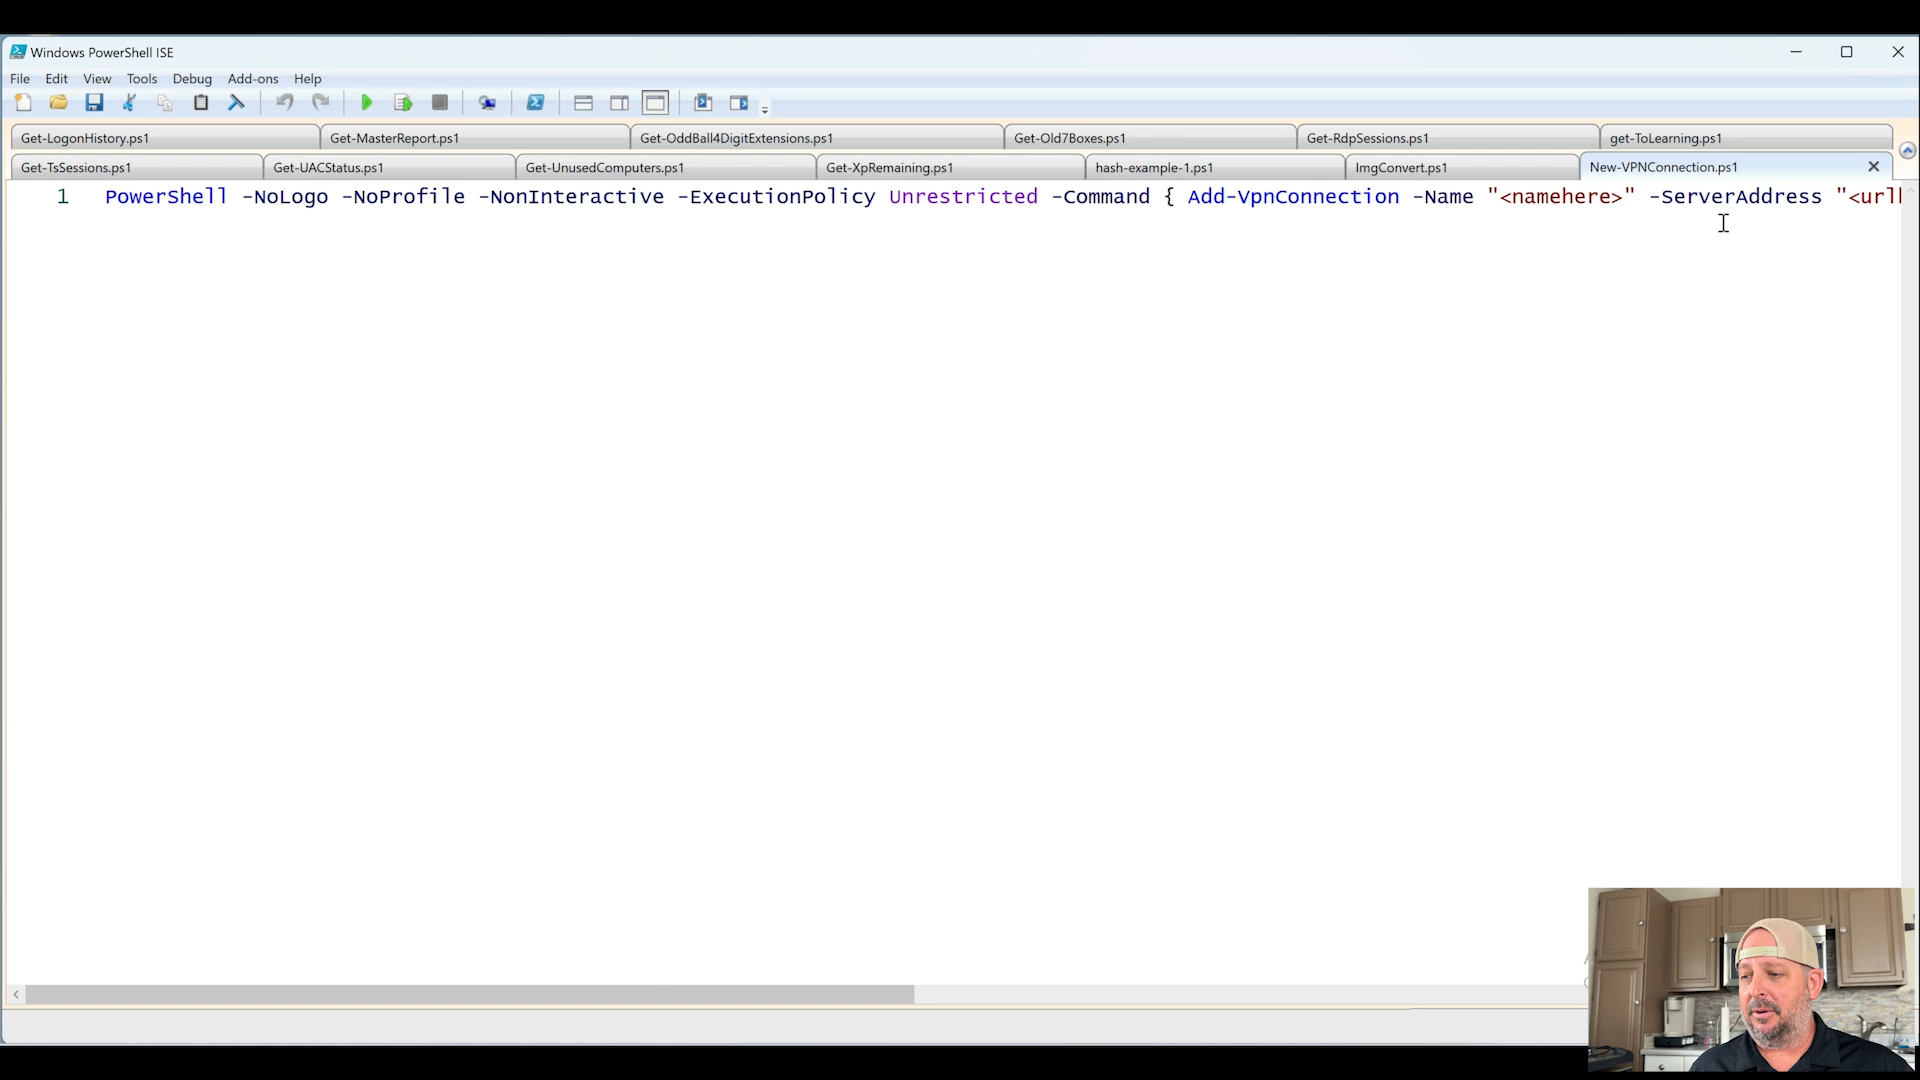 Windows PowerShell ISE
File Edit View Tools Debug Add-ons Help
Get-LogonHistory.ps1 Get-MasterReport.ps1 Get-OddBall4DigitExtensions.ps1 Get-Old7Boxes.ps1 Get-RdpSessions.ps1 get-ToLearning.ps1
Get-TsSessions.ps1 Get-UACStatus.ps1 Get-UnusedComputers.ps1 Get-XpRemaining.ps1 hash-example-1.ps1 ImgConvert.ps1 New-VPNConnection.ps1
1 PowerShell -NoLogo -NoProfile -NonInteractive -ExecutionPolicy Unrestricted -Command { Add-VpnConnection -Name "<namehere>" -ServerAddress "<url